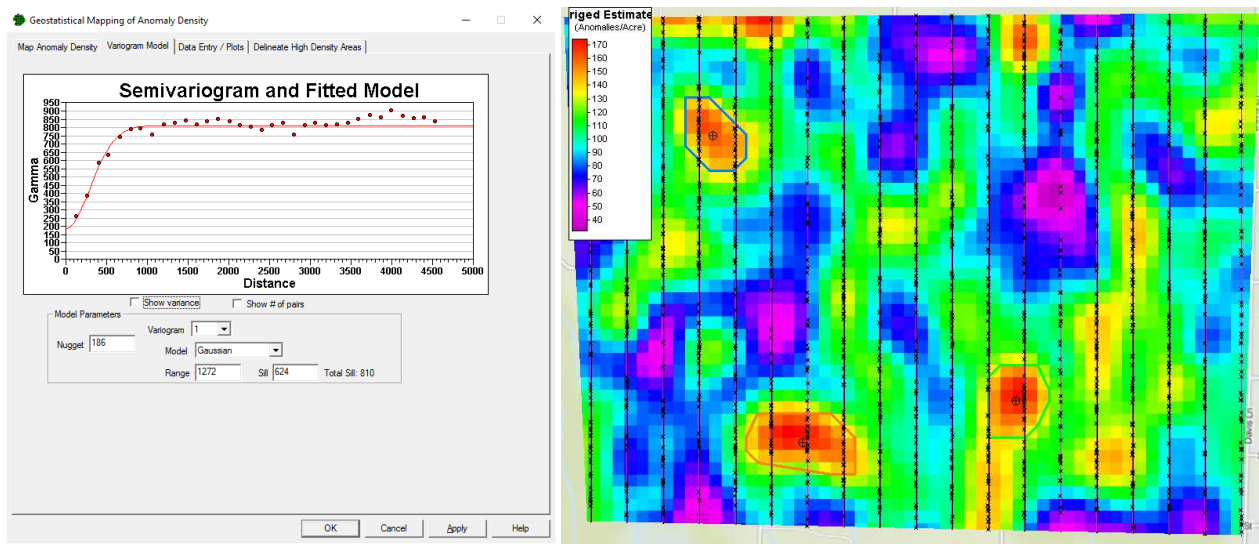 Geostatistical Mapping of Anomaly Density
Map Anomaly Density
Variogram Model
Data Entry / Plots
Delineate High Density Areas
Semivariogram and Fitted Model
Gamma
950
900
850
800
750
700
650
600
550
500
450
400
350
300
250
200
150
100
50
0
0 500 1000 1500 2000 2500 3000 3500 4000 4500 5000
Distance
Show variance
Show # of pairs
Model Parameters
Nugget 186
Variogram 1
Model Gaussian
Range 1272 Sill 624 Total Sill: 810
OK Cancel Apply Help
riged Estimate
(Anomalies/Acre)
170
160
150
140
130
120
110
100
90
80
70
60
50
40
Davis Ln
St